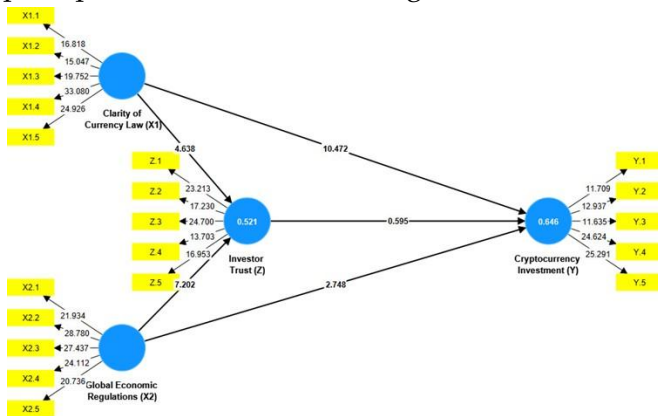 X1.1
X1.2
X1.3
X1.4
X1.5
16.818
15.047
19.752
33.080
24.926
Clarity of
Currency Law (X1)
4.638
10.472
Z.1
Z.2
Z.3
Z.4
Z.5
23.213
17.230
24.700
13.703
16.953
0.521
Investor
Trust (Z)
0.595
7.202
2.748
0.646
Cryptocurrency
Investment (Y)
11.709
12.937
11.635
24.624
25.291
Y.1
Y.2
Y.3
Y.4
Y.5
X2.1
X2.2
X2.3
X2.4
X2.5
21.934
28.780
27.437
24.112
20.736
Global Economic
Regulations (X2)